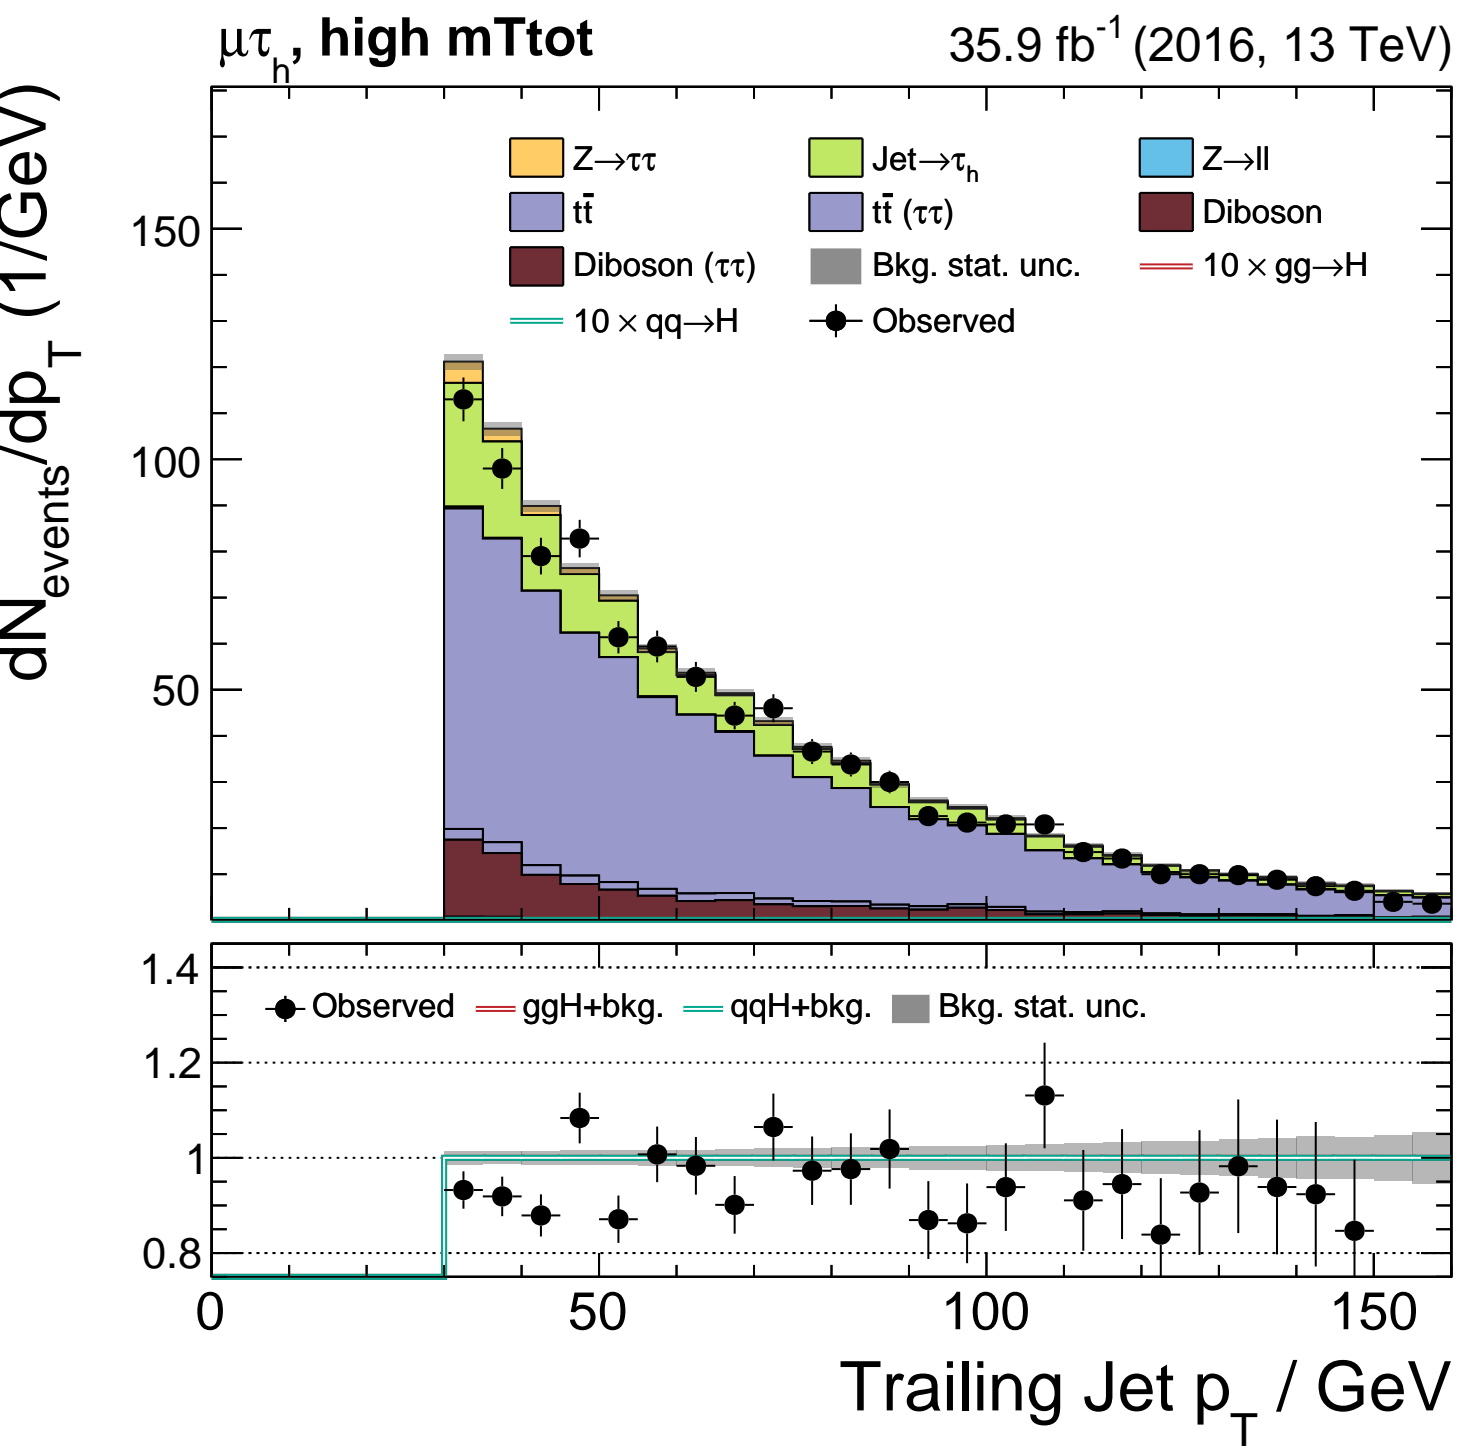 μτh, high mTtot 35.9 fb-1 (2016, 13 TeV)
dNevents/dpT (1/GeV)
Z→ττ Jet→τh Z→ll
tt̄ tt̄ (ττ) Diboson
Diboson (ττ) Bkg. stat. unc. 10 × gg→H
10 × qq→H Observed
150
100
50
1.4
Observed ggH+bkg. qqH+bkg. Bkg. stat. unc.
1.2
1
0.8
0 50 100 150
Trailing Jet pT / GeV